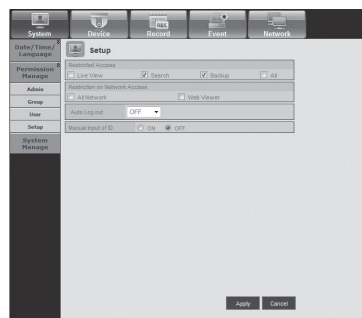 System Device Record Event Network
REC
Date/Time/
Language
Setup
Permission
Manage
Admin
Group
User
Setup
System
Manage
Restricted Access
Live View Search Backup All
Restriction on Network Access
All Network Web Viewer
Auto Log out OFF
Manual Input of ID ON OFF
Apply Cancel